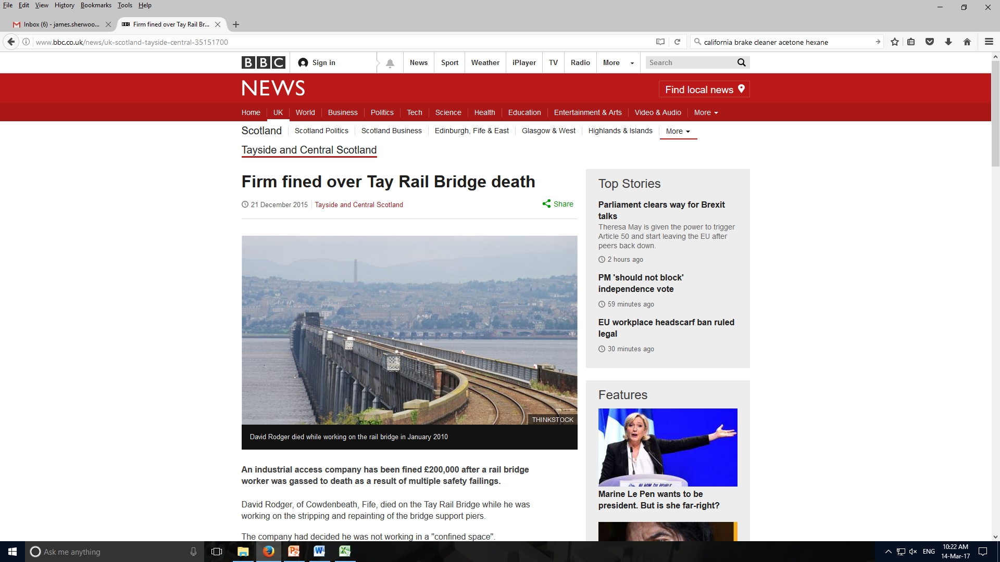 File Edit View History Bookmarks Tools Help
Inbox (6) - james.sherwoo...
BBC Firm fined over Tay Rail Br...
www.bbc.co.uk/news/uk-scotland-tayside-central-35151700
california brake cleaner acetone hexane
BBC Sign in News Sport Weather iPlayer TV Radio More Search
NEWS
Find local news
Home UK World Business Politics Tech Science Health Education Entertainment & Arts Video & Audio More
Scotland Scotland Politics Scotland Business Edinburgh, Fife & East Glasgow & West Highlands & Islands More
Tayside and Central Scotland
Firm fined over Tay Rail Bridge death
21 December 2015 Tayside and Central Scotland
Share
THINKSTOCK
David Rodger died while working on the rail bridge in January 2010
An industrial access company has been fined £200,000 after a rail bridge
worker was gassed to death as a result of multiple safety failings.
David Rodger, of Cowdenbeath, Fife, died on the Tay Rail Bridge while he was
working on the stripping and repainting of the bridge support piers.
The company had decided he was not working in a "confined space".
Top Stories
Parliament clears way for Brexit
talks
Theresa May is given the power to trigger
Article 50 and start leaving the EU after
peers back down.
2 hours ago
PM 'should not block'
independence vote
59 minutes ago
EU workplace headscarf ban ruled
legal
30 minutes ago
Features
AU NOM DU PEUPLE
Marine Le Pen wants to be
president. But is she far-right?
Ask me anything
ENG
10:22 AM
14-Mar-17